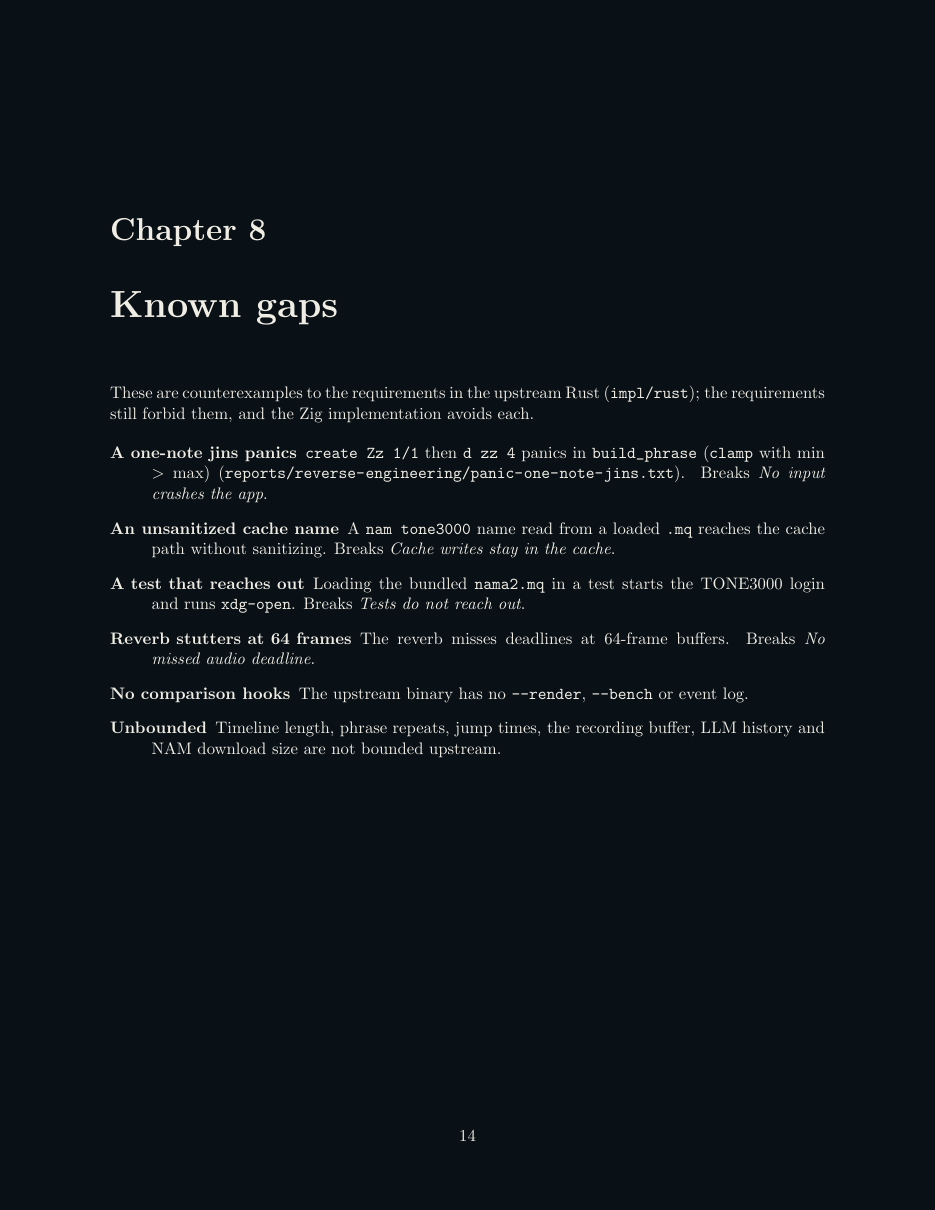 Chapter 8
Known gaps
These are counterexamples to the requirements in the upstream Rust (impl/rust); the requirements
still forbid them, and the Zig implementation avoids each.
A one-note jins panics create Zz 1/1 then d zz 4 panics in build_phrase (clamp with min
> max) (reports/reverse-engineering/panic-one-note-jins.txt). Breaks No input
crashes the app.
An unsanitized cache name A nam tone3000 name read from a loaded .mq reaches the cache
path without sanitizing. Breaks Cache writes stay in the cache.
A test that reaches out Loading the bundled nama2.mq in a test starts the TONE3000 login
and runs xdg-open. Breaks Tests do not reach out.
Reverb stutters at 64 frames The reverb misses deadlines at 64-frame buffers. Breaks No
missed audio deadline.
No comparison hooks The upstream binary has no --render, --bench or event log.
Unbounded Timeline length, phrase repeats, jump times, the recording buffer, LLM history and
NAM download size are not bounded upstream.
14